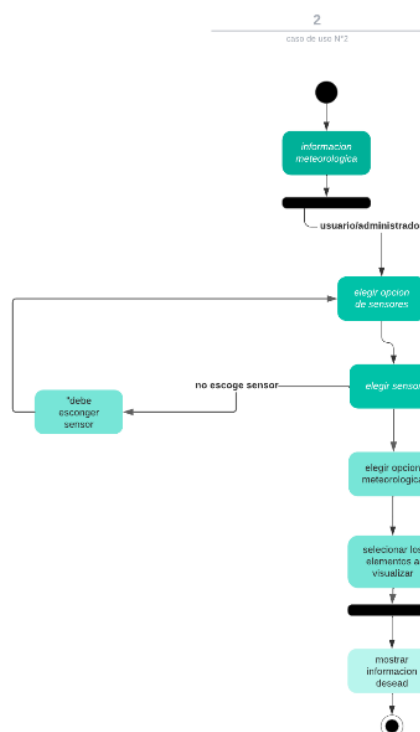 2
caso de uso N°2
informacion
meteorologica
usuario/administrado
elegir opcion
de sensores
elegir sensor
no escoge sensor
"debe
esconger
sensor
elegir opcion
meteorologica
selecionar los
elementos a
visualizar
mostrar
informacion
desead